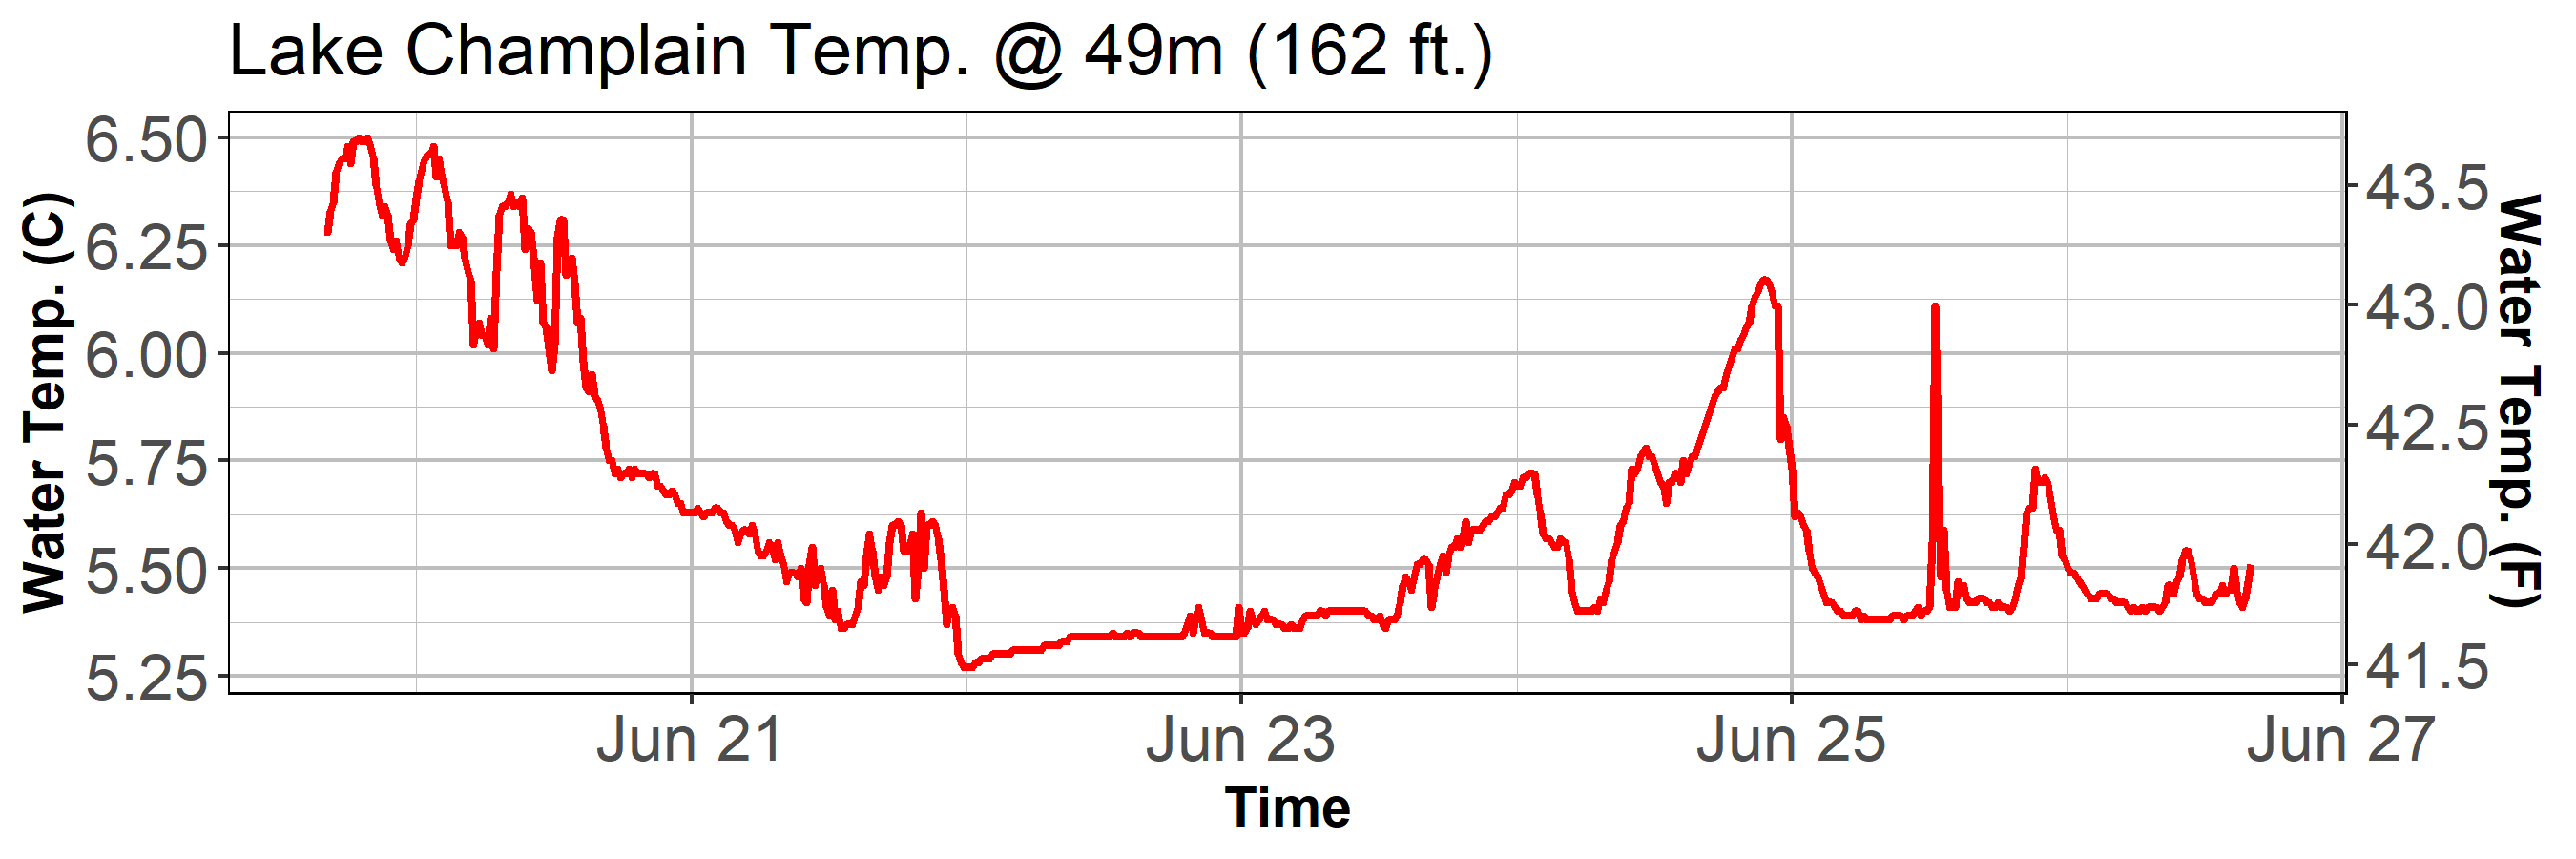 Lake Champlain Temp. @ 49m (162 ft.)
Water Temp. (C)
6.50
6.25
6.00
5.75
5.50
5.25
43.5
43.0
42.5
42.0
41.5
Water Temp. (F)
Jun 21 Jun 23 Jun 25 Jun 27
Time